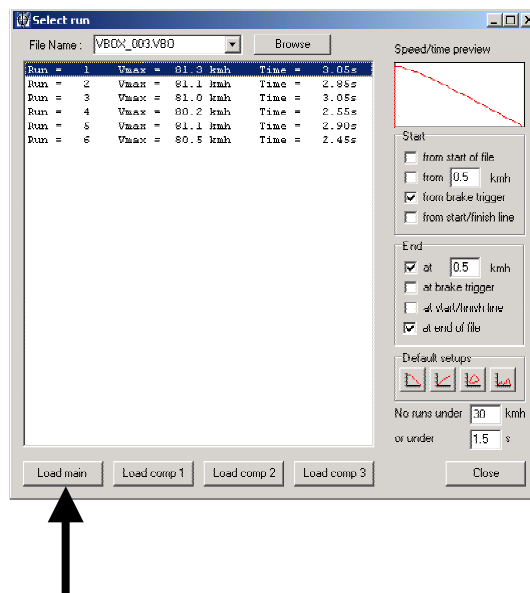 Select run
File Name : VBOX_003.VBO Browse
Run = 1 Vmax = 81.3 kmh Time = 3.05s
Run = 2 Vmax = 81.1 kmh Time = 2.85s
Run = 3 Vmax = 81.0 kmh Time = 3.05s
Run = 4 Vmax = 80.2 kmh Time = 2.55s
Run = 5 Vmax = 81.1 kmh Time = 2.90s
Run = 6 Vmax = 80.5 kmh Time = 2.45s
Speed/time preview
Start
from start of file
from 0.5 kmh
from brake trigger
from start/finish line
End
at 0.5 kmh
at brake trigger
at start/finish line
at end of file
Default setups
No runs under 30 kmh
or under 1.5 s
Load main Load comp 1 Load comp 2 Load comp 3 Close